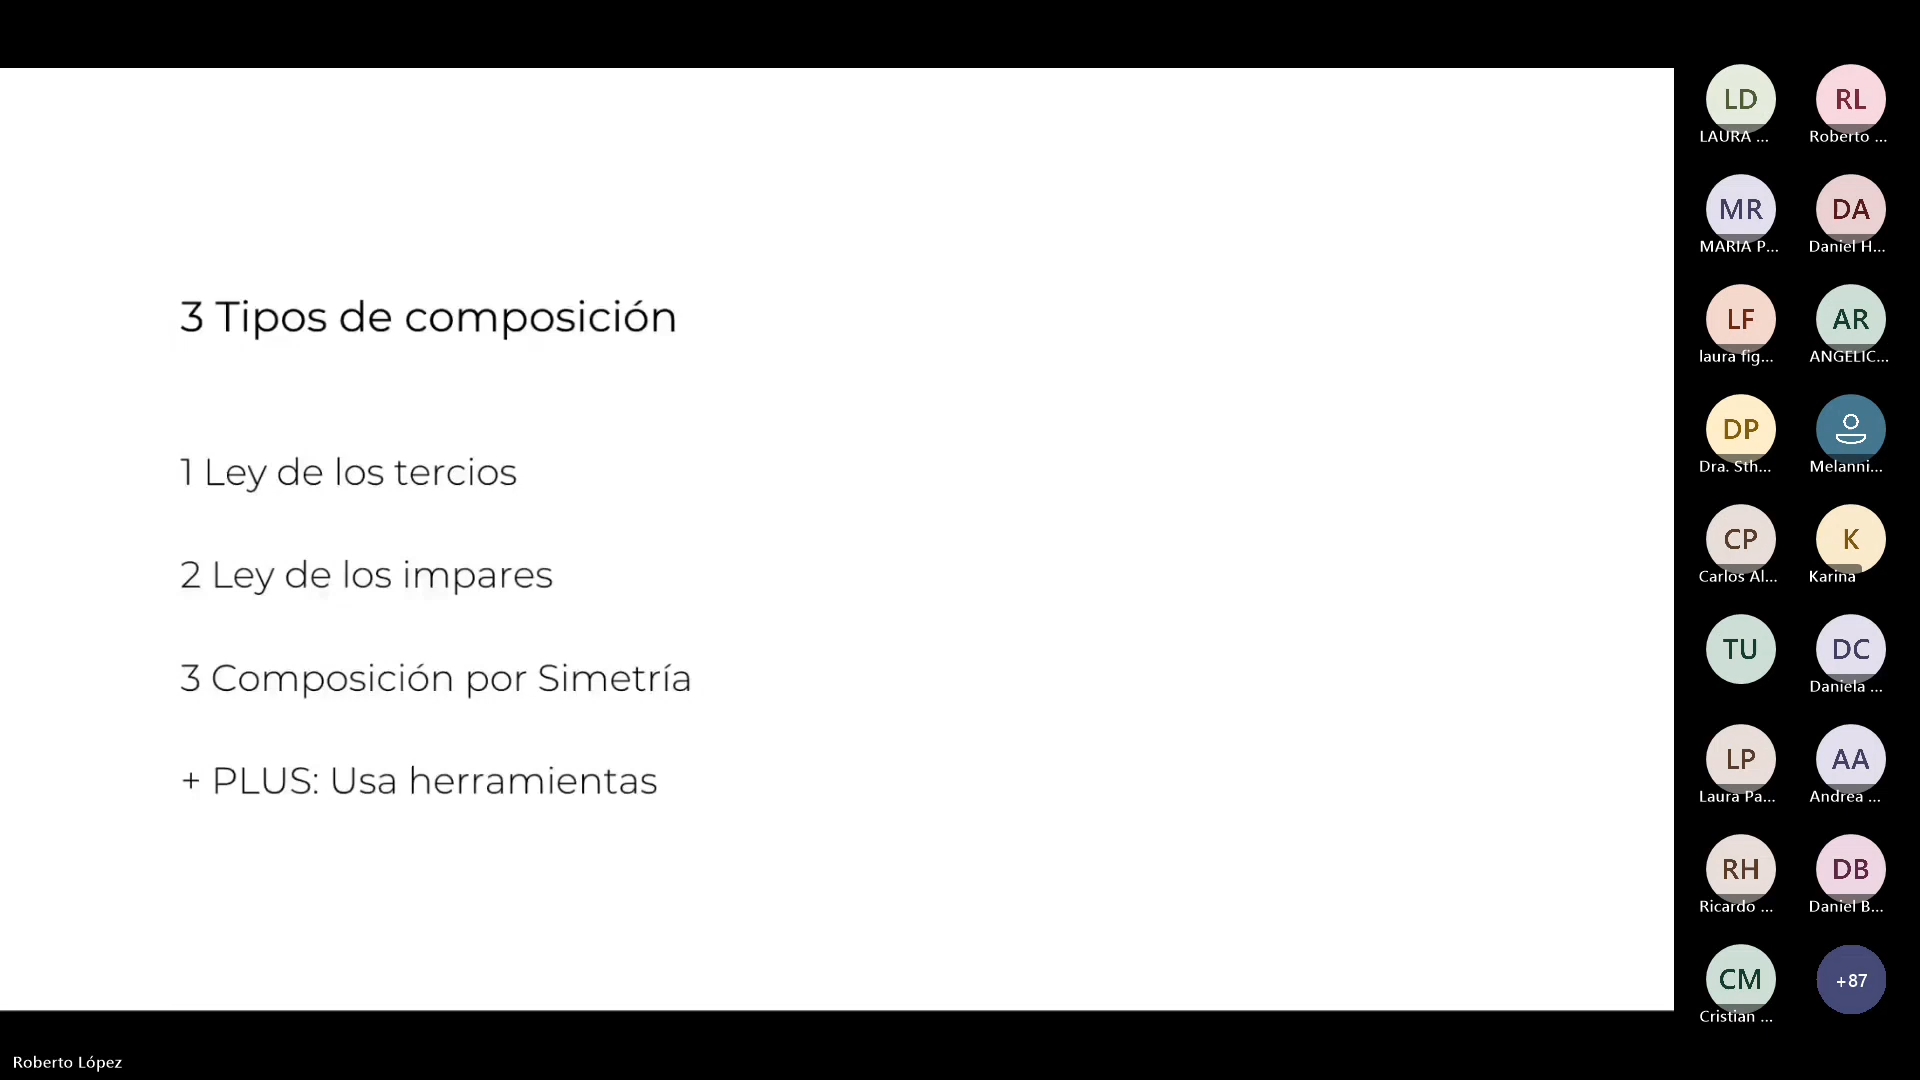 3 Tipos de composición
1 Ley de los tercios
2 Ley de los impares
3 Composición por Simetría
+ PLUS: Usa herramientas
LD RL
LAURA ... Roberto ...
MR DA
MARIA P... Daniel H...
LF AR
laura fig... ANGELIC...
DP
Dra. Sth... Melanni...
CP K
Carlos Al... Karina
TU DC
Daniela ...
LP AA
Laura Pa... Andrea ...
RH DB
Ricardo ... Daniel B...
CM +87
Cristian ...
Roberto López